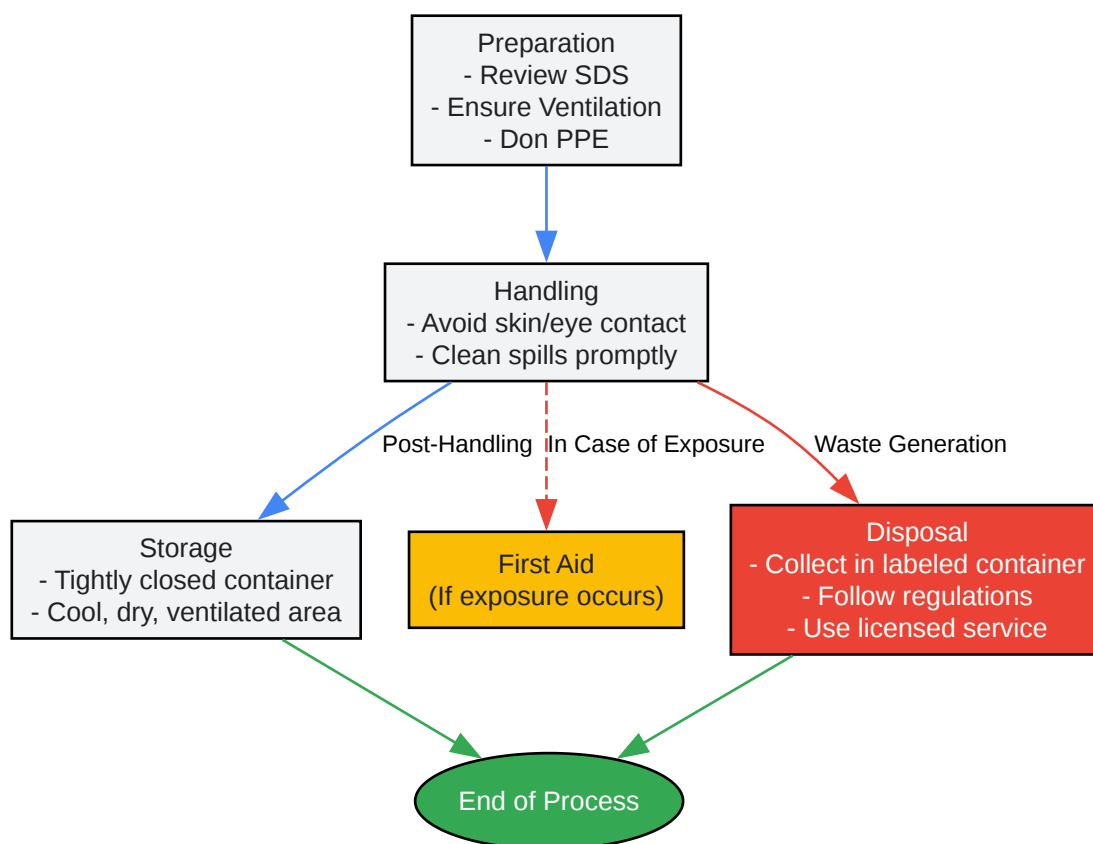 Preparation
- Review SDS
- Ensure Ventilation
- Don PPE
Handling
- Avoid skin/eye contact
- Clean spills promptly
Post-Handling
In Case of Exposure
Waste Generation
Storage
- Tightly closed container
- Cool, dry, ventilated area
First Aid
(If exposure occurs)
Disposal
- Collect in labeled container
- Follow regulations
- Use licensed service
End of Process